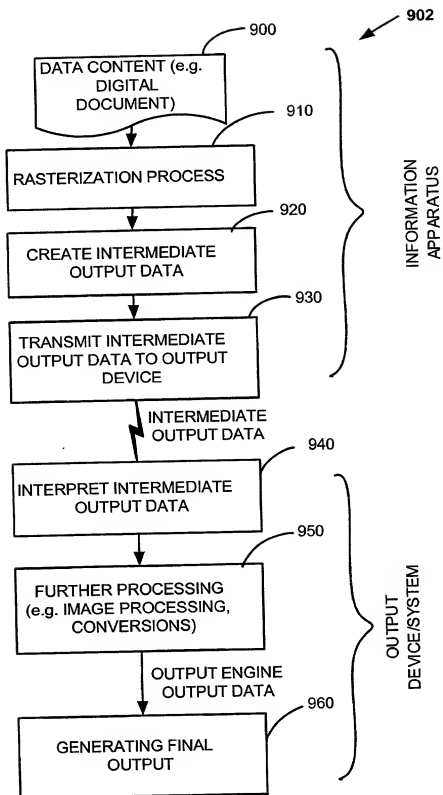 900
902
DATA CONTENT (e.g.
DIGITAL
DOCUMENT)
910
RASTERIZATION PROCESS
920
CREATE INTERMEDIATE
OUTPUT DATA
930
TRANSMIT INTERMEDIATE
OUTPUT DATA TO OUTPUT
DEVICE
INFORMATION
APPARATUS
INTERMEDIATE
OUTPUT DATA
940
INTERPRET INTERMEDIATE
OUTPUT DATA
950
FURTHER PROCESSING
(e.g. IMAGE PROCESSING,
CONVERSIONS)
OUTPUT
DEVICE/SYSTEM
OUTPUT ENGINE
OUTPUT DATA
960
GENERATING FINAL
OUTPUT